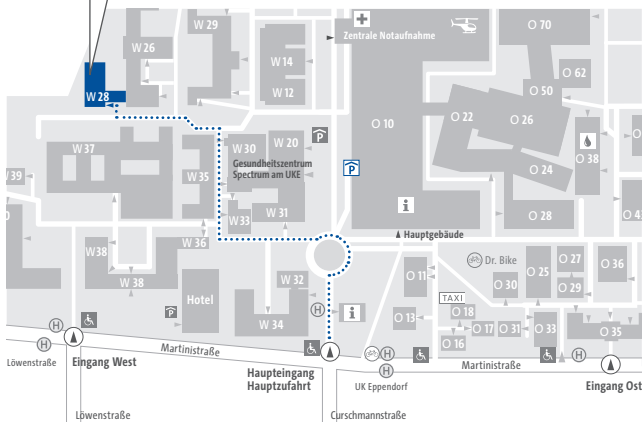 W 29
O 70
W 26
Zentrale Notaufnahme
W 14
O 62
O 50
W 28
W 12
O 22
O 26
O 10
W 30
W 20
W 37
Gesundheitszentrum
Spectrum am UKE
P
P
O 38
O 24
W 39
W 35
i
W 33
W 31
O 28
O 4
W 36
Hauptgebäude
W 38
W 38
Dr. Bike
O 27
O 36
O 11
O 25
W 32
O 30
O 29
Hotel
TAXI
P
H
i
O 13
O 18
W 34
O 17
O 31
O 33
O 35
O 16
H
H
Martinistraße
H
H
H
H
Löwenstraße
Eingang West
Haupteingang
Hauptzufahrt
UK Eppendorf
Martinistraße
Eingang Ost
Löwenstraße
Curschmannstraße